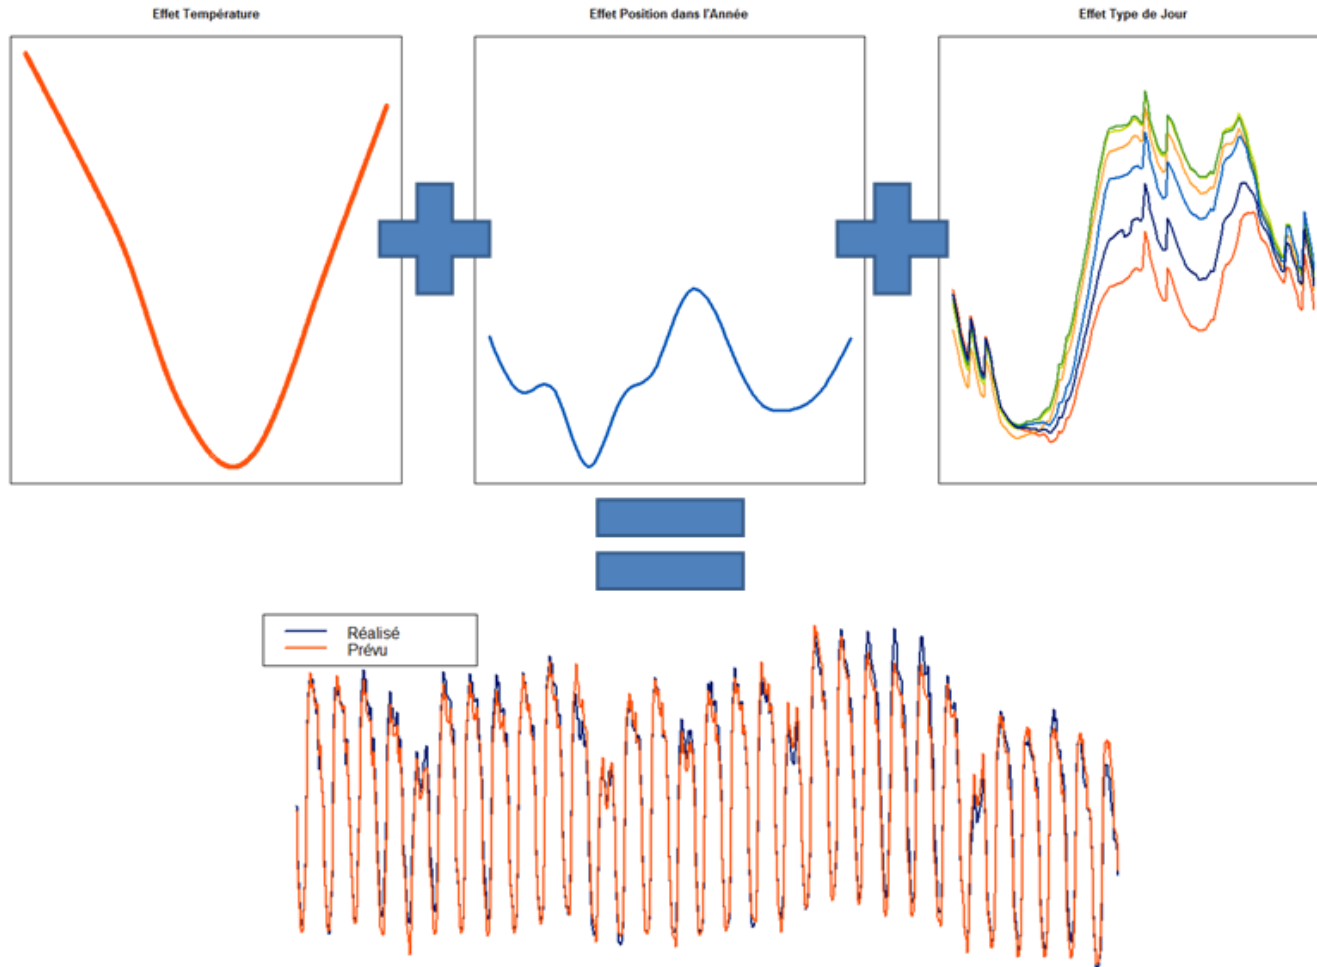 Effet Température
Effet Position dans l'Année
Effet Type de Jour
Réalisé
Prévu